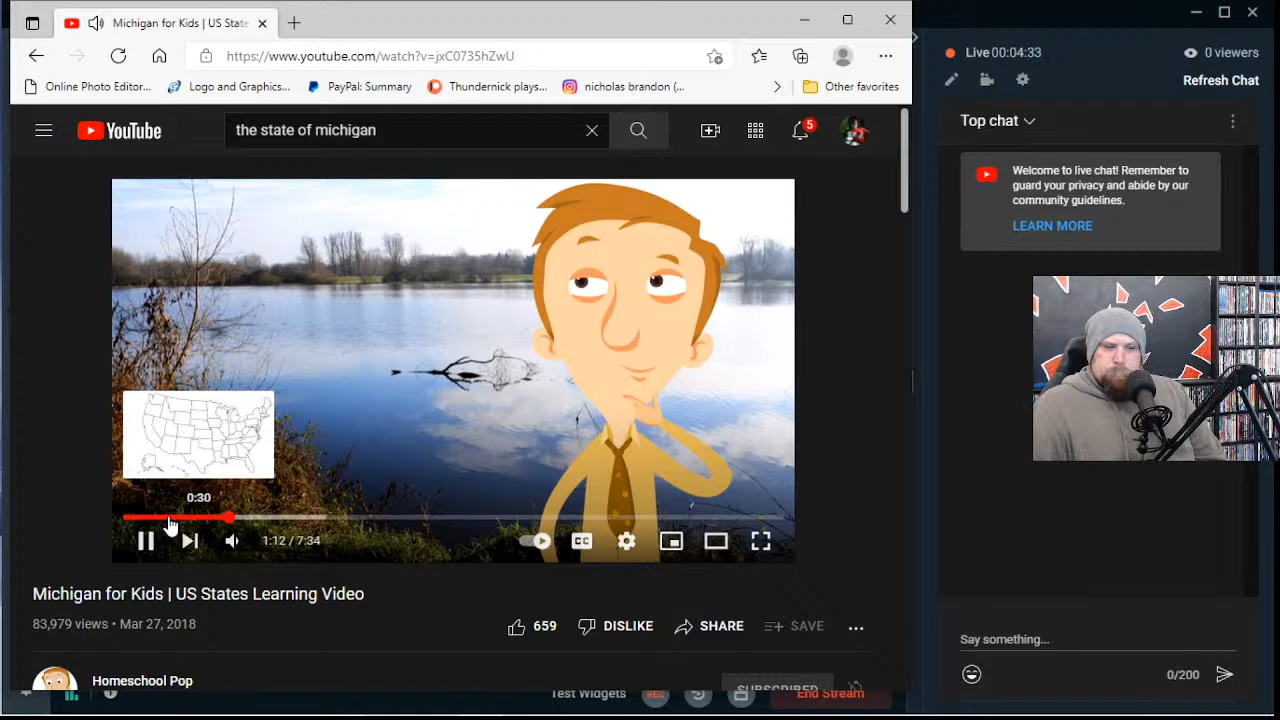 Michigan for Kids | US State
https://www.youtube.com/watch?v=jxC0735hZwU
Online Photo Editor...
Logo and Graphics...
PayPal: Summary
Thundernick plays...
nicholas brandon (...
Other favorites
YouTube
the state of michigan
5
0:30
1:12 / 7:34
CC
Michigan for Kids | US States Learning Video
83,979 views • Mar 27, 2018
659
DISLIKE
SHARE
SAVE
Homeschool Pop
SUBSCRIBED
Test Widgets
REC
End Stream
Live 00:04:33
0 viewers
Refresh Chat
Top chat
Welcome to live chat! Remember to
guard your privacy and abide by our
community guidelines.
LEARN MORE
Say something...
0/200